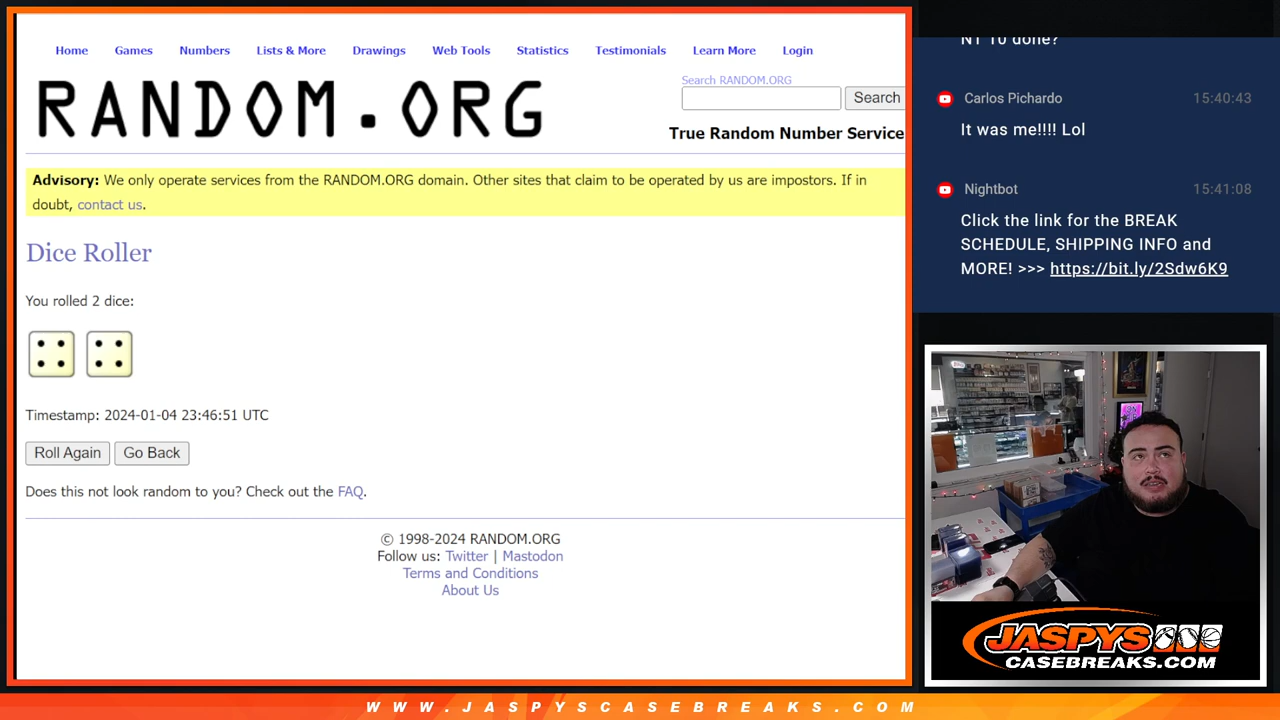 Home Games Numbers Lists & More Drawings Web Tools Statistics Testimonials Learn More Login
RANDOM.ORG
Search RANDOM.ORG
Search
True Random Number Service
Advisory: We only operate services from the RANDOM.ORG domain. Other sites that claim to be operated by us are impostors. If in
doubt, contact us.
Dice Roller
You rolled 2 dice:
Timestamp: 2024-01-04 23:46:51 UTC
Roll Again Go Back
Does this not look random to you? Check out the FAQ.
© 1998-2024 RANDOM.ORG
Follow us: Twitter | Mastodon
Terms and Conditions
About Us
NT 10 done?
Carlos Pichardo 15:40:43
It was me!!!! Lol
Nightbot 15:41:08
Click the link for the BREAK
SCHEDULE, SHIPPING INFO and
MORE! >>> https://bit.ly/2Sdw6K9
JASPYS
CASEBREAKS.COM
WWW.JASPYSCASEBREAKS.COM